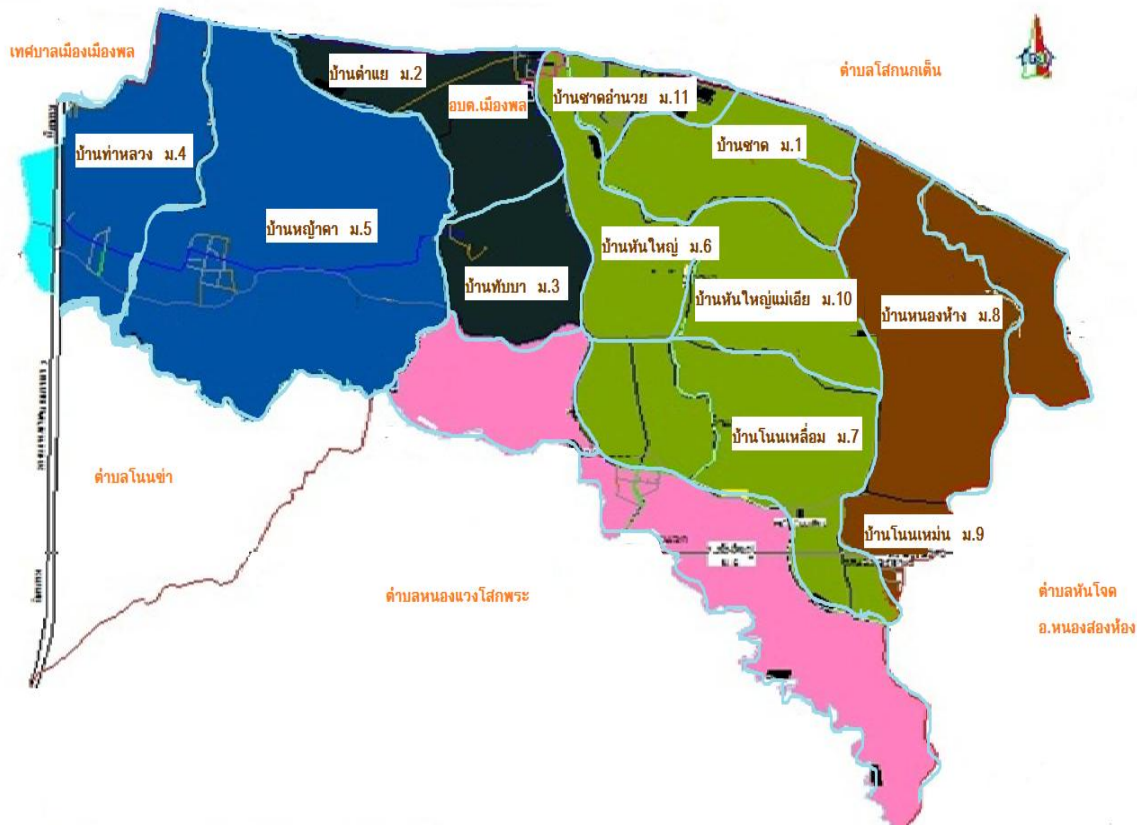 เทศบาลเมืองเมืองพล
บ้านตำแย ม.2
ตำบลโสกนกเต็น
อบต.เมืองพล
บ้านชาดอำนวย ม.11
บ้านท่าหลวง ม.4
บ้านชาด ม.1
บ้านหญ้าคา ม.5
บ้านหันใหญ่ ม.6
บ้านทับบา ม.3
บ้านหันใหญ่แม่เอีย ม.10
บ้านหนองห้าง ม.8
บ้านโนนเหลื่อม ม.7
ตำบลโนนข่า
บ้านโนนเหม่น ม.9
ตำบลหนองแวงโสกพระ
ตำบลหันโจด
อ.หนองสองห้อง